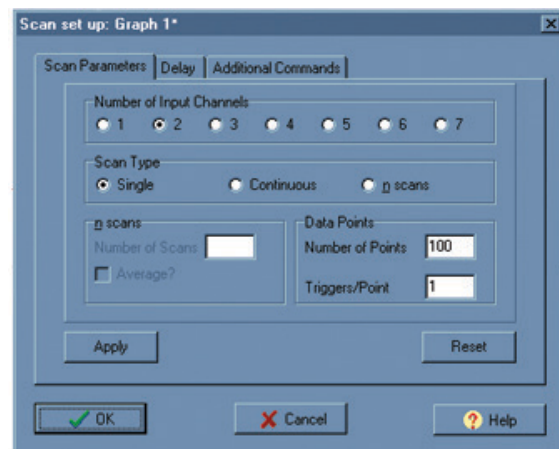 Scan set up: Graph 1*
Scan Parameters Delay Additional Commands
Number of Input Channels
1 2 3 4 5 6 7
Scan Type
Single Continuous n scans
n scans
Number of Scans
Average?
Data Points
Number of Points 100
Triggers/Point 1
Apply Reset
OK Cancel ? Help